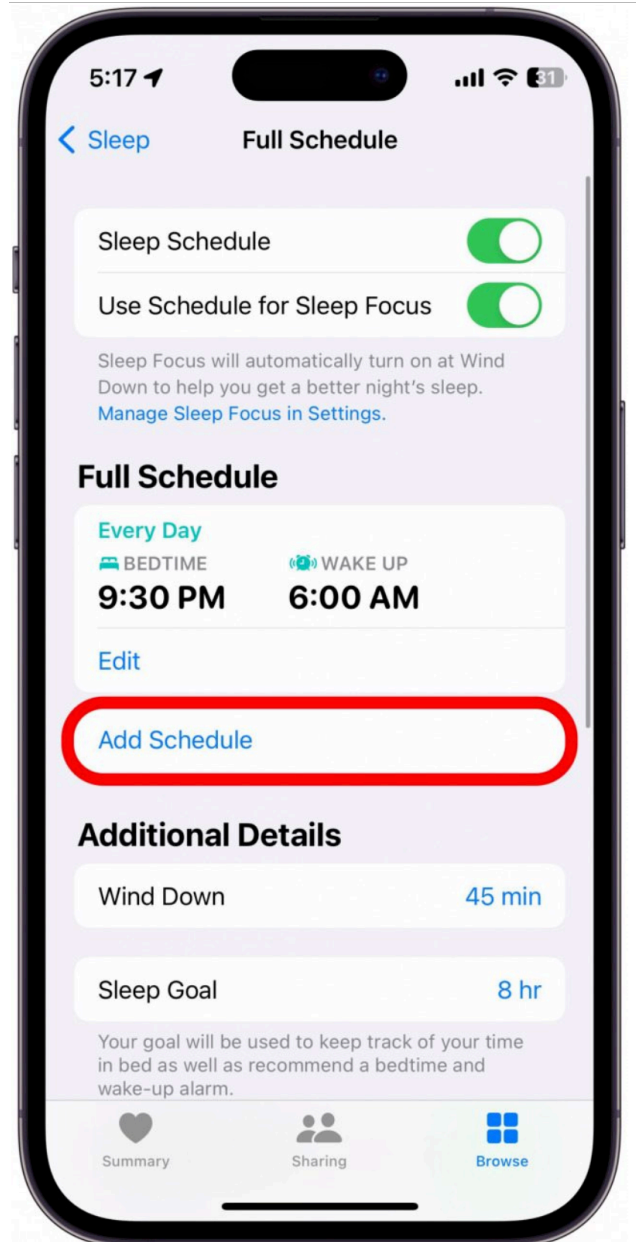 5:17
31
Sleep
Full Schedule
Sleep Schedule
Use Schedule for Sleep Focus
Sleep Focus will automatically turn on at Wind
Down to help you get a better night's sleep.
Manage Sleep Focus in Settings.
Full Schedule
Every Day
BEDTIME
WAKE UP
9:30 PM
6:00 AM
Edit
Add Schedule
Additional Details
Wind Down
45 min
Sleep Goal
8 hr
Your goal will be used to keep track of your time
in bed as well as recommend a bedtime and
wake-up alarm.
Summary
Sharing
Browse